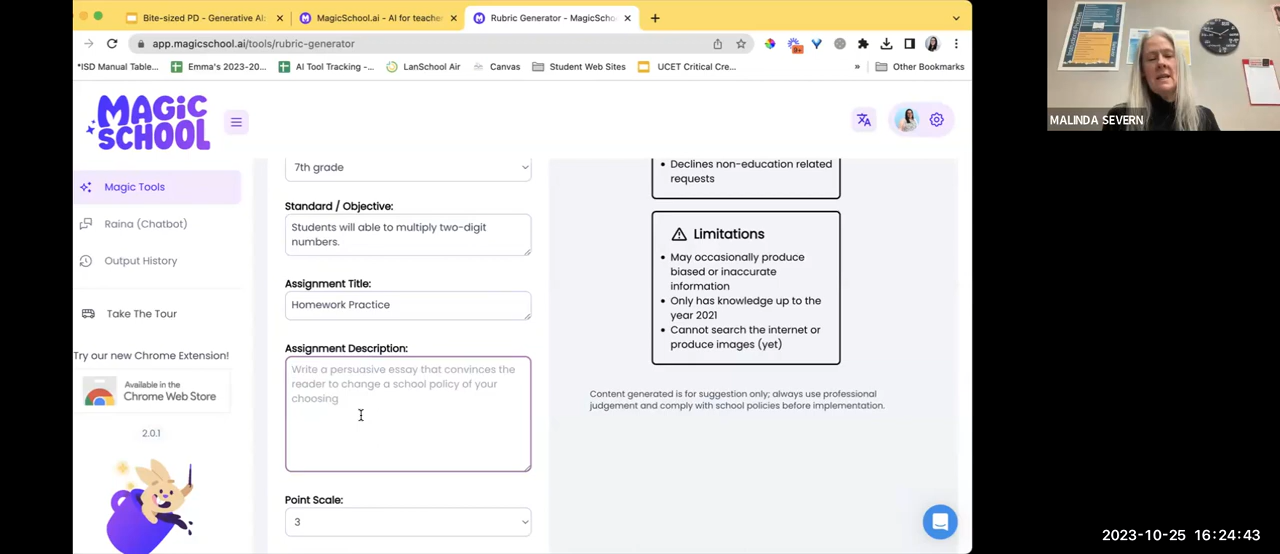 Bite-sized PD - Generative AI:
MagicSchool.ai - AI for teacher
Rubric Generator - MagicScho
app.magicschool.ai/tools/rubric-generator
9+
*ISD Manual Table...
Emma's 2023-20...
AI Tool Tracking -...
LanSchool Air
Canvas
Student Web Sites
UCET Critical Cre...
»
Other Bookmarks
MAGIC
SCHOOL
MALINDA SEVERN
Magic Tools
Raina (Chatbot)
Output History
Take The Tour
Try our new Chrome Extension!
Available in the
Chrome Web Store
2.0.1
7th grade
Standard / Objective:
Students will able to multiply two-digit
numbers.
Assignment Title:
Homework Practice
Assignment Description:
Write a persuasive essay that convinces the
reader to change a school policy of your
choosing
Point Scale:
3
• Declines non-education related
requests
Limitations
• May occasionally produce
biased or inaccurate
information
• Only has knowledge up to the
year 2021
• Cannot search the internet or
produce images (yet)
Content generated is for suggestion only; always use professional
judgement and comply with school policies before implementation.
2023-10-25 16:24:43